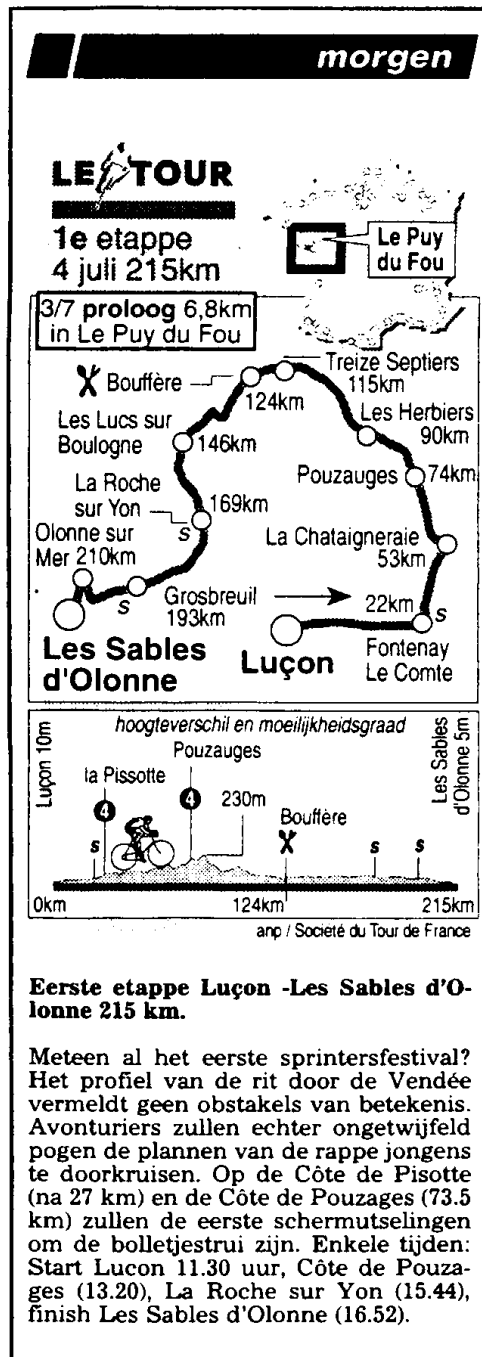 morgen
LE TOUR
1e etappe
4 juli 215km
Le Puy
du Fou
3/7 proloog 6,8km
in Le Puy du Fou
Treize Septiers
115km
Bouffère
124km
Les Herbiers
90km
Les Lucs sur
Boulogne
146km
Pouzauges
74km
La Roche
sur Yon
169km
s
La Chataigneraie
53km
Olonne sur
Mer 210km
s
Grosbreuil
193km
22km
s
Les Sables
d'Olonne
Luçon
Fontenay
Le Comte
hoogteverschil en moeilijkheidsgraad
Luçon 10m
Les Sables
d'Olonne 5m
Pouzauges
la Pissotte
4
4
230m
Bouffère
s
s
s
0km
124km
215km
anp / Societé du Tour de France
Eerste etappe Luçon -Les Sables d'O-
lonne 215 km.
Meteen al het eerste sprintersfestival?
Het profiel van de rit door de Vendée
vermeldt geen obstakels van betekenis.
Avonturiers zullen echter ongetwijfeld
pogen de plannen van de rappe jongens
te doorkruisen. Op de Côte de Pisotte
(na 27 km) en de Côte de Pouzages (73.5
km) zullen de eerste schermutselingen
om de bolletjestrui zijn. Enkele tijden:
Start Lucon 11.30 uur, Côte de Pouza-
ges (13.20), La Roche sur Yon (15.44),
finish Les Sables d'Olonne (16.52).